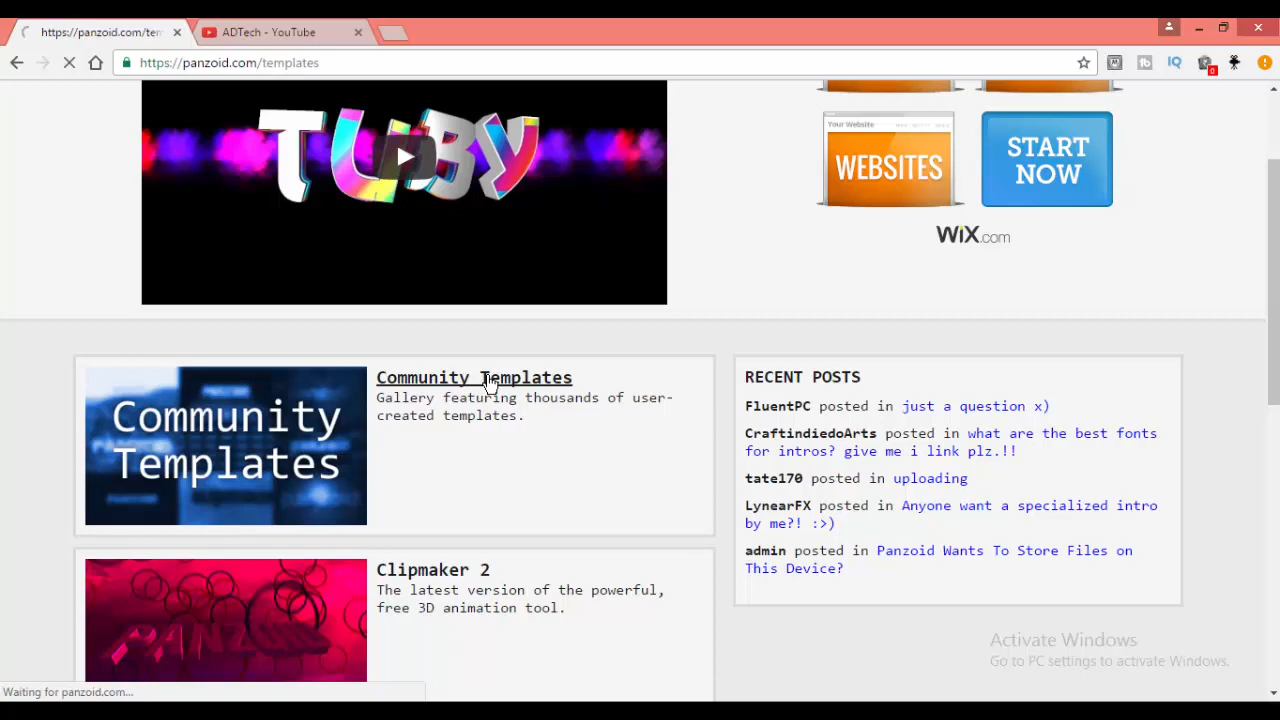 https://panzoid.com/tem
ADTech - YouTube
https://panzoid.com/templates
TUBY
Your Website
WEBSITES
START
NOW
WiX.com
Community
Templates
Community Templates
Gallery featuring thousands of user-
created templates.
RECENT POSTS
FluentPC posted in just a question x)
CraftindiedoArts posted in what are the best fonts
for intros? give me i link plz.!!
tate170 posted in uploading
LynearFX posted in Anyone want a specialized intro
by me?! :>)
admin posted in Panzoid Wants To Store Files on
This Device?
PANZOID
Clipmaker 2
The latest version of the powerful,
free 3D animation tool.
Activate Windows
Go to PC settings to activate Windows.
Waiting for panzoid.com...